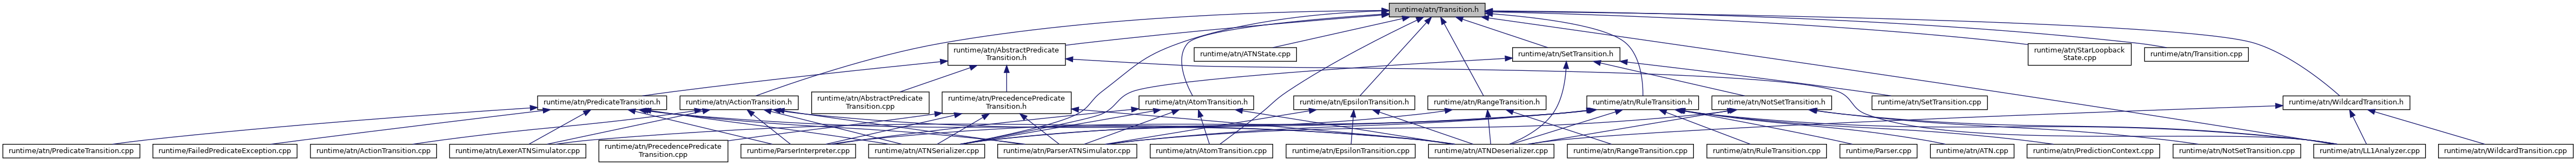 runtime/atn/Transition.h
runtime/atn/AbstractPredicate
Transition.h
runtime/atn/ATNState.cpp
runtime/atn/SetTransition.h
runtime/atn/StarLoopback
State.cpp
runtime/atn/Transition.cpp
runtime/atn/PredicateTransition.h
runtime/atn/ActionTransition.h
runtime/atn/AbstractPredicate
Transition.cpp
runtime/atn/PrecedencePredicate
Transition.h
runtime/atn/AtomTransition.h
runtime/atn/EpsilonTransition.h
runtime/atn/RangeTransition.h
runtime/atn/RuleTransition.h
runtime/atn/NotSetTransition.h
runtime/atn/SetTransition.cpp
runtime/atn/WildcardTransition.h
runtime/atn/PredicateTransition.cpp
runtime/FailedPredicateException.cpp
runtime/atn/ActionTransition.cpp
runtime/atn/LexerATNSimulator.cpp
runtime/atn/PrecedencePredicate
Transition.cpp
runtime/ParserInterpreter.cpp
runtime/atn/ATNSerializer.cpp
runtime/atn/ParserATNSimulator.cpp
runtime/atn/AtomTransition.cpp
runtime/atn/EpsilonTransition.cpp
runtime/atn/ATNDeserializer.cpp
runtime/atn/RangeTransition.cpp
runtime/atn/RuleTransition.cpp
runtime/Parser.cpp
runtime/atn/ATN.cpp
runtime/atn/PredictionContext.cpp
runtime/atn/NotSetTransition.cpp
runtime/atn/LL1Analyzer.cpp
runtime/atn/WildcardTransition.cpp